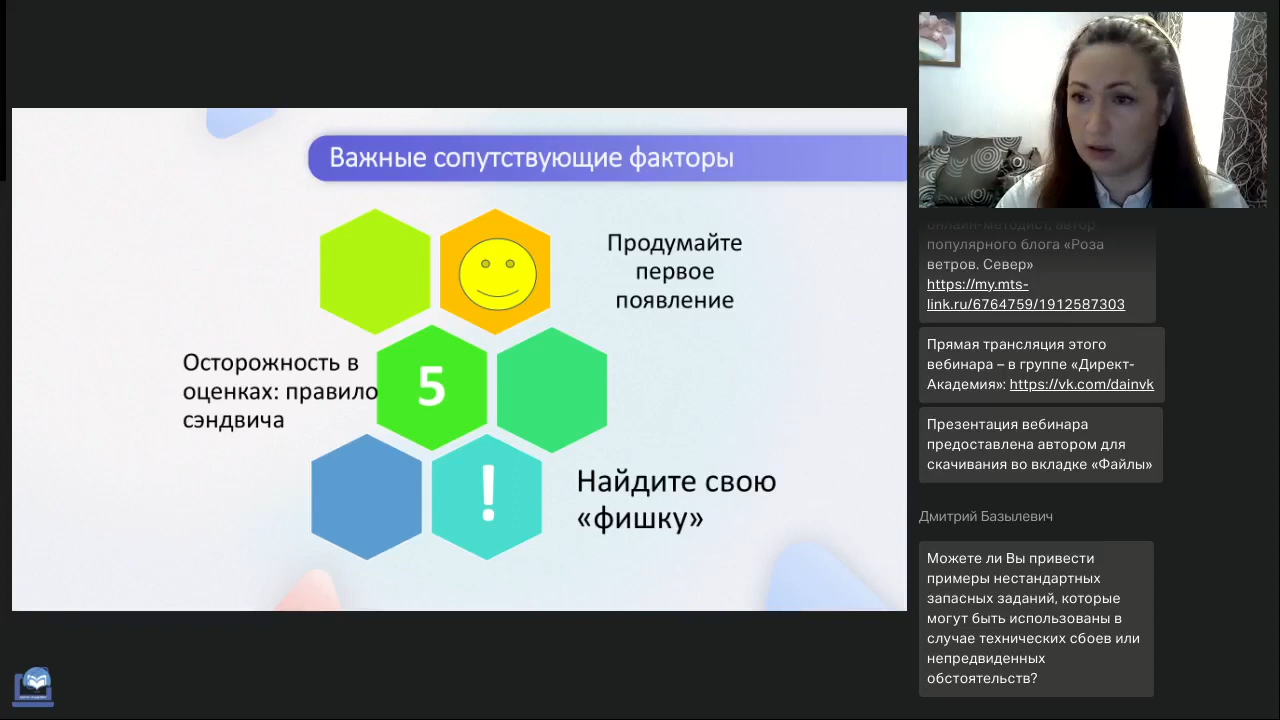 Важные сопутствующие факторы
Продумайте
первое
появление
Осторожность в
оценках: правило
сэндвича
5
!
Найдите свою
«фишку»
онлайн-методист, автор
популярного блога «Роза
ветров. Север»
https://my.mts-
link.ru/6764759/1912587303
Прямая трансляция этого
вебинара – в группе «Директ-
Академия»: https://vk.com/dainvk
Презентация вебинара
предоставлена автором для
скачивания во вкладке «Файлы»
Дмитрий Базылевич
Можете ли Вы привести
примеры нестандартных
запасных заданий, которые
могут быть использованы в
случае технических сбоев или
непредвиденных
обстоятельств?